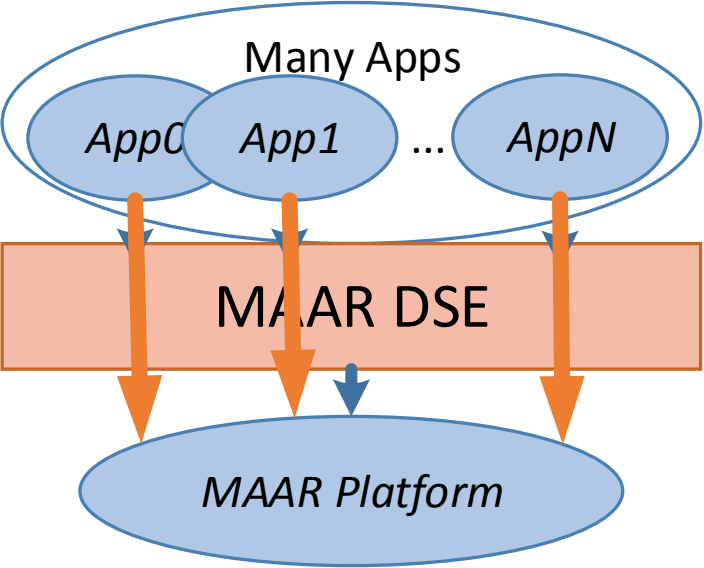 Many Apps
App0 App1 ... AppN
MAAR DSE
MAAR Platform